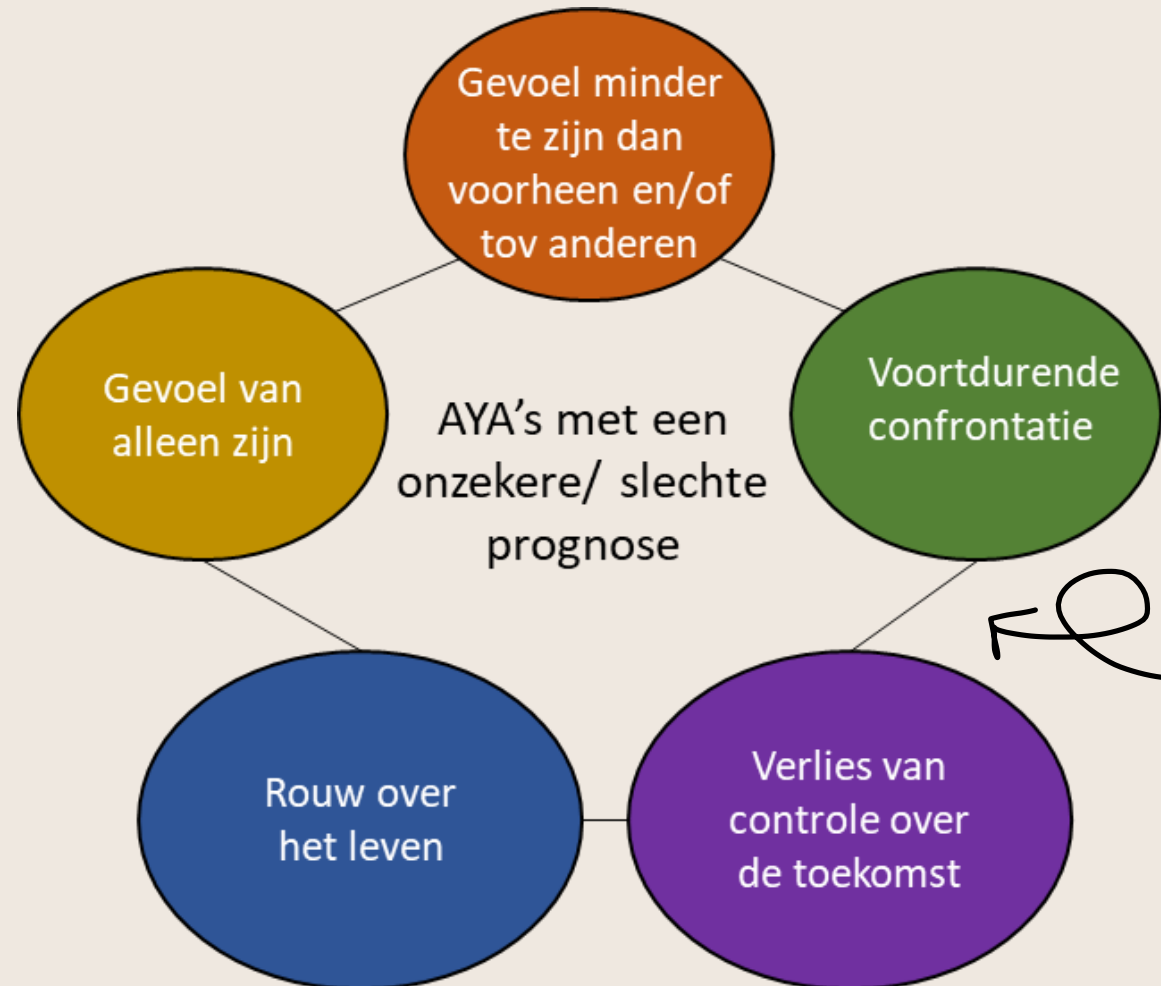 Gevoel minder
te zijn dan
voorheen en/of
tov anderen
Gevoel van
alleen zijn
AYA's met een
onzekere/ slechte
prognose
Voortdurende
confrontatie
Rouw over
het leven
Verlies van
controle over
de toekomst